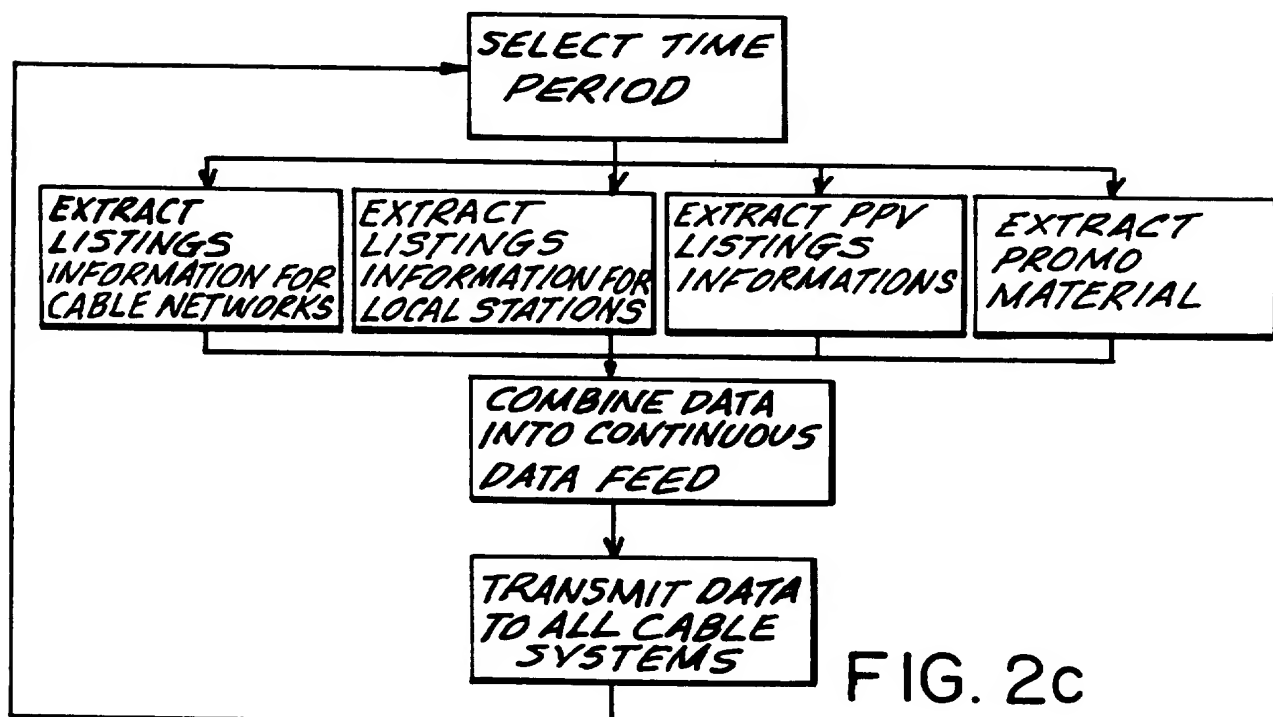 SELECT TIME
PERIOD
EXTRACT
LISTINGS
INFORMATION FOR
CABLE NETWORKS
EXTRACT
LISTINGS
INFORMATION FOR
LOCAL STATIONS
EXTRACT PPV
LISTINGS
INFORMATIONS
EXTRACT
PROMO
MATERIAL
COMBINE DATA
INTO CONTINUOUS
DATA FEED
TRANSMIT DATA
TO ALL CABLE
SYSTEMS
FIG. 2c